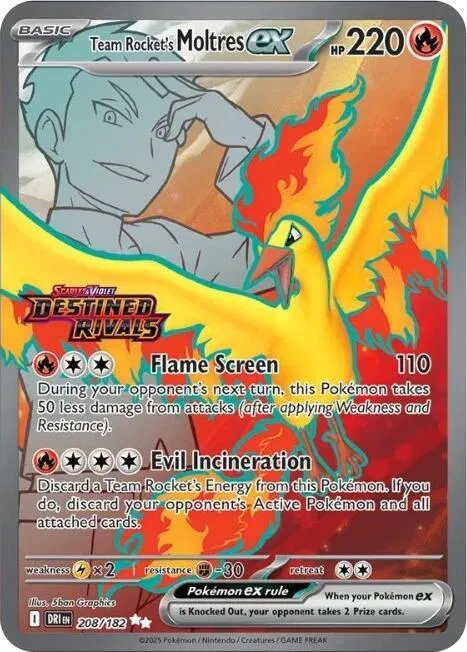 BASIC
Team Rocket's Moltres ex HP 220
SCARLET & VIOLET
DESTINED
RIVALS
Flame Screen 110
During your opponent's next turn, this Pokémon takes
50 less damage from attacks (after applying Weakness and
Resistance).
Evil Incineration
Discard a Team Rocket's Energy from this Pokémon. If you
do, discard your opponent's Active Pokémon and all
attached cards.
weakness ×2 resistance -30 retreat
Pokémon ex rule When your Pokémon ex
is Knocked Out, your opponent takes 2 Prize cards.
Illus. 5ban Graphics
I DRI EN 208/182
©2025 Pokémon / Nintendo / Creatures / GAME FREAK